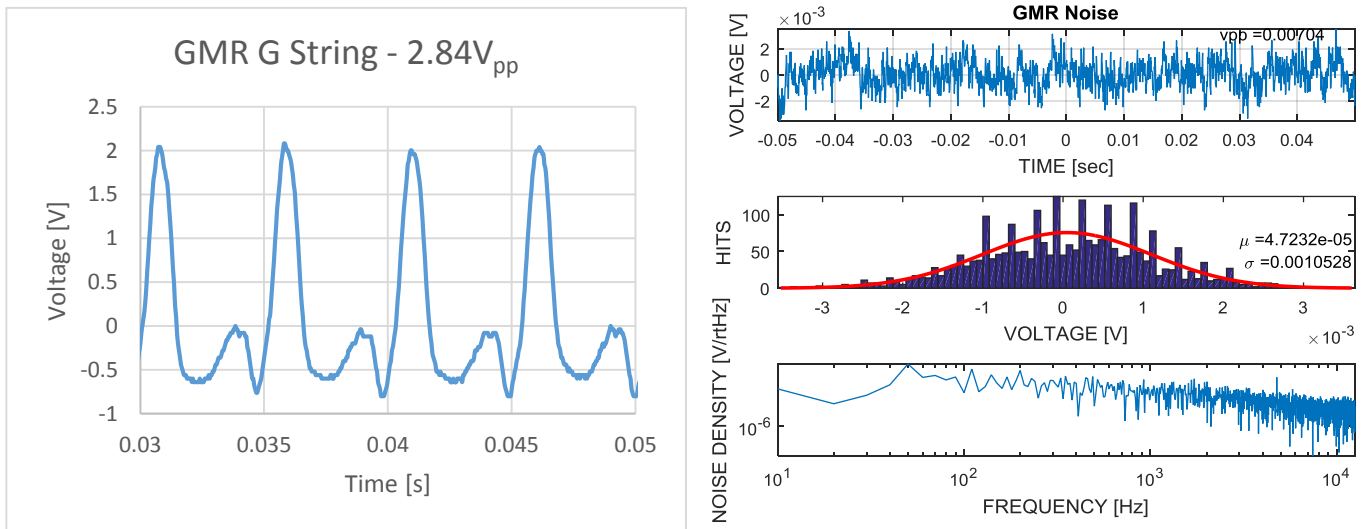 GMR G String - 2.84Vpp
2.5
2
1.5
1
0.5
0
-0.5
-1
Voltage [V]
0.03 0.035 0.04 0.045 0.05
Time [s]
× 10-3
GMR Noise
vpp =0.00704
2
0
-2
VOLTAGE [V]
-0.05 -0.04 -0.03 -0.02 -0.01 0 0.01 0.02 0.03 0.04
TIME [sec]
100
50
0
HITS
μ =4.7232e-05
σ =0.0010528
-3 -2 -1 0 1 2 3
VOLTAGE [V]
× 10-3
NOISE DENSITY [V/rtHz]
10-6
101 102 103 104
FREQUENCY [Hz]